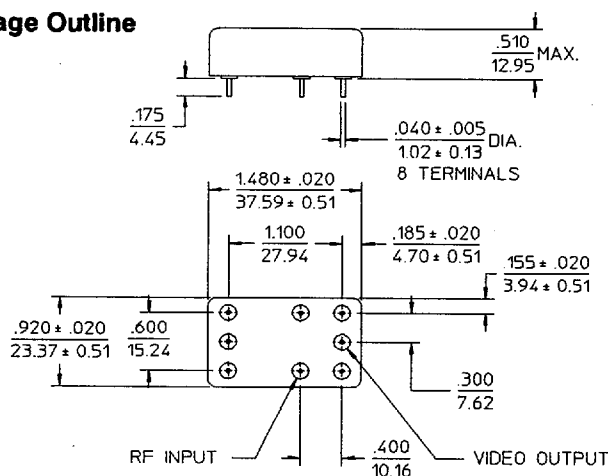 age Outline
.510
12.95
MAX.
.175
4.45
.040 ± .005
1.02 ± 0.13
DIA.
8 TERMINALS
1.480 ± .020
37.59 ± 0.51
1.100
27.94
.185 ± .020
4.70 ± 0.51
.155 ± .020
3.94 ± 0.51
.920 ± .020
23.37 ± 0.51
.600
15.24
.300
7.62
RF INPUT
.400
10.16
VIDEO OUTPUT